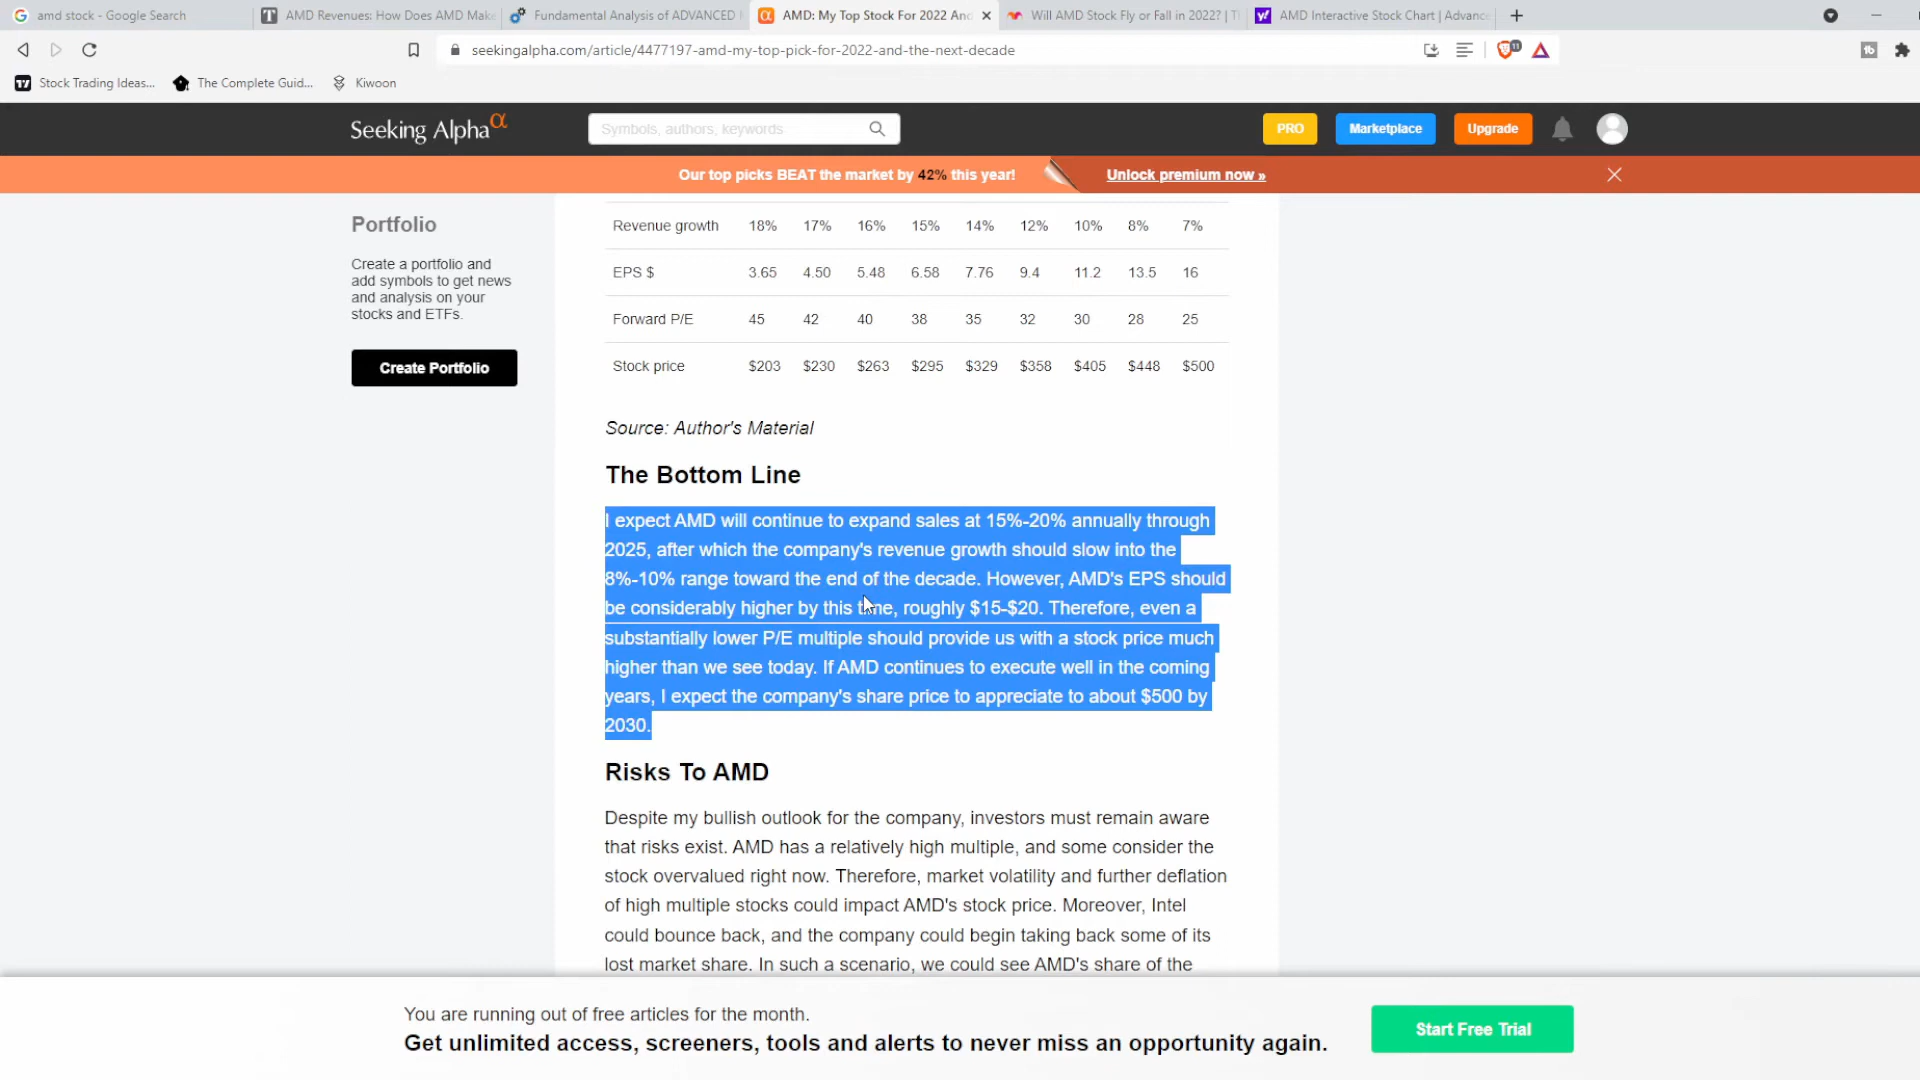 amd stock - Google Search
AMD Revenues: How Does AMD Mak
Fundamental Analysis of ADVANCED
AMD: My Top Stock For 2022 An
Will AMD Stock Fly or Fall in 2022? | Ti
AMD Interactive Stock Chart | Advanc
seekingalpha.com/article/4477197-amd-my-top-pick-for-2022-and-the-next-decade
Stock Trading Ideas...
The Complete Guid...
Kiwoon
Seeking Alphaα
Symbols, authors, keywords
PRO
Marketplace
Upgrade
Our top picks BEAT the market by 42% this year!
Unlock premium now »
Portfolio
Create a portfolio and
add symbols to get news
and analysis on your
stocks and ETFs.
Create Portfolio
Revenue growth 18% 17% 16% 15% 14% 12% 10% 8% 7%
EPS $ 3.65 4.50 5.48 6.58 7.76 9.4 11.2 13.5 16
Forward P/E 45 42 40 38 35 32 30 28 25
Stock price $203 $230 $263 $295 $329 $358 $405 $448 $500
Source: Author's Material
The Bottom Line
I expect AMD will continue to expand sales at 15%-20% annually through
2025, after which the company's revenue growth should slow into the
8%-10% range toward the end of the decade. However, AMD's EPS should
be considerably higher by this time, roughly $15-$20. Therefore, even a
substantially lower P/E multiple should provide us with a stock price much
higher than we see today. If AMD continues to execute well in the coming
years, I expect the company's share price to appreciate to about $500 by
2030.
Risks To AMD
Despite my bullish outlook for the company, investors must remain aware
that risks exist. AMD has a relatively high multiple, and some consider the
stock overvalued right now. Therefore, market volatility and further deflation
of high multiple stocks could impact AMD's stock price. Moreover, Intel
could bounce back, and the company could begin taking back some of its
lost market share. In such a scenario, we could see AMD's share of the
You are running out of free articles for the month.
Get unlimited access, screeners, tools and alerts to never miss an opportunity again.
Start Free Trial